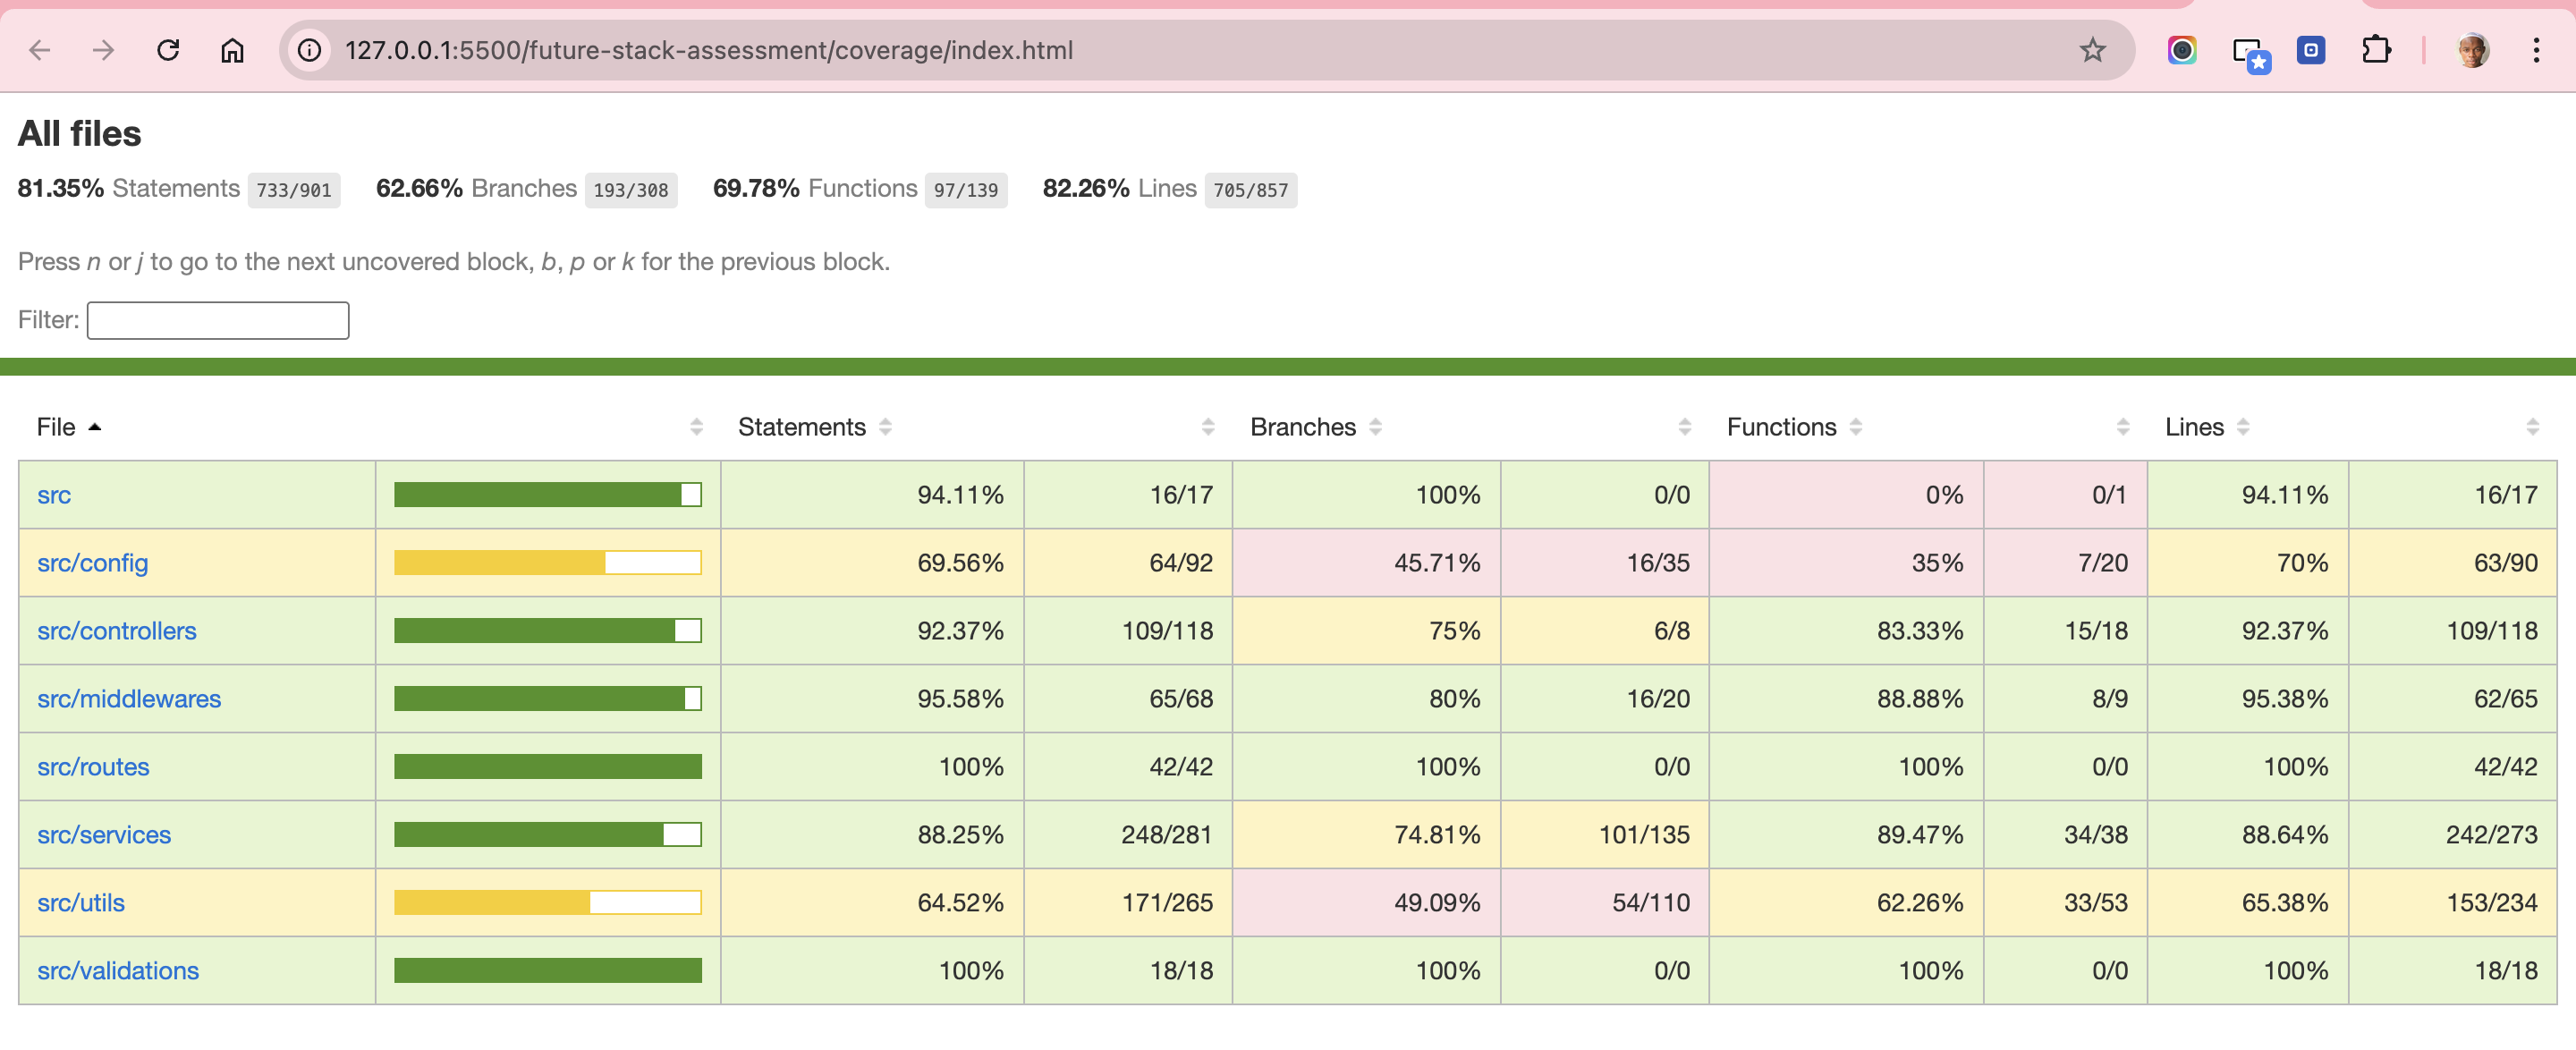 127.0.0.1:5500/future-stack-assessment/coverage/index.html
All files
81.35% Statements 733/901 62.66% Branches 193/308 69.78% Functions 97/139 82.26% Lines 705/857
Press n or j to go to the next uncovered block, b, p or k for the previous block.
Filter:
File Statements Branches Functions Lines
src 94.11% 16/17 100% 0/0 0% 0/1 94.11% 16/17
src/config 69.56% 64/92 45.71% 16/35 35% 7/20 70% 63/90
src/controllers 92.37% 109/118 75% 6/8 83.33% 15/18 92.37% 109/118
src/middlewares 95.58% 65/68 80% 16/20 88.88% 8/9 95.38% 62/65
src/routes 100% 42/42 100% 0/0 100% 0/0 100% 42/42
src/services 88.25% 248/281 74.81% 101/135 89.47% 34/38 88.64% 242/273
src/utils 64.52% 171/265 49.09% 54/110 62.26% 33/53 65.38% 153/234
src/validations 100% 18/18 100% 0/0 100% 0/0 100% 18/18